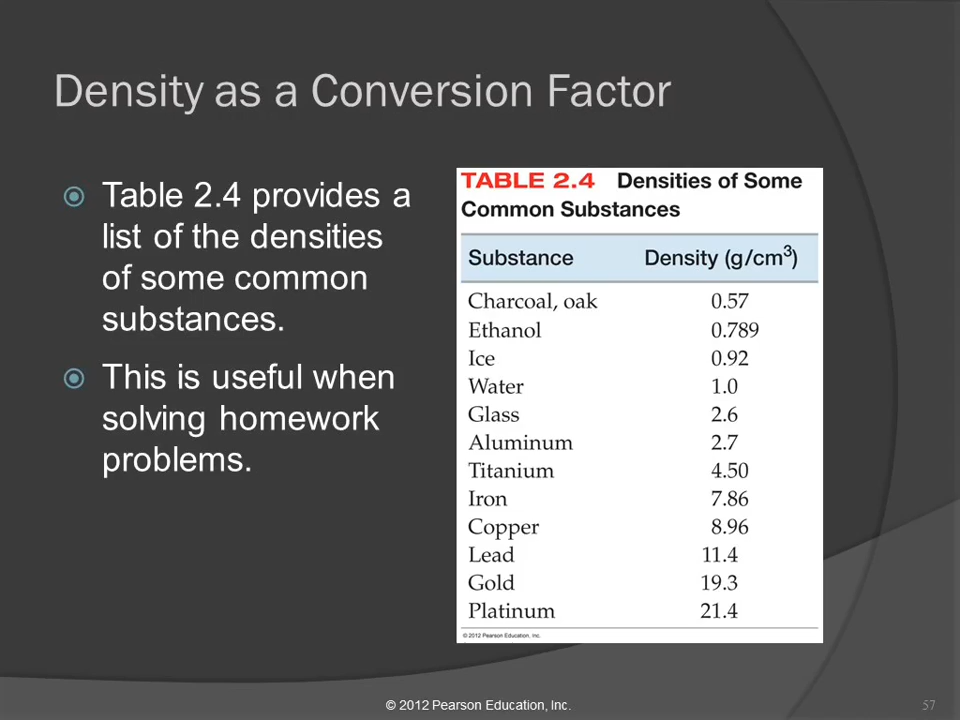 Density as a Conversion Factor
Table 2.4 provides a
list of the densities
of some common
substances.
This is useful when
solving homework
problems.
TABLE 2.4 Densities of Some
Common Substances
Substance Density (g/cm³)
Charcoal, oak 0.57
Ethanol 0.789
Ice 0.92
Water 1.0
Glass 2.6
Aluminum 2.7
Titanium 4.50
Iron 7.86
Copper 8.96
Lead 11.4
Gold 19.3
Platinum 21.4
© 2012 Pearson Education, Inc.
© 2012 Pearson Education, Inc.
57